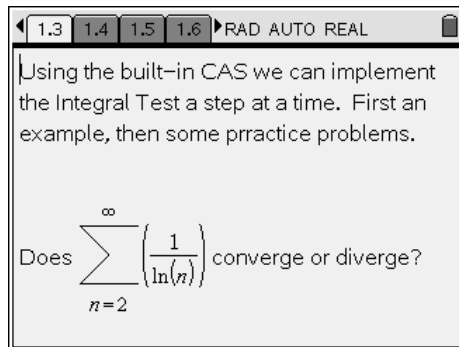 1.3 1.4 1.5 1.6 RAD AUTO REAL
Using the built-in CAS we can implement
the Integral Test a step at a time. First an
example, then some prractice problems.
Does ∑_{n=2}^{∞} (1/ln(n)) converge or diverge?